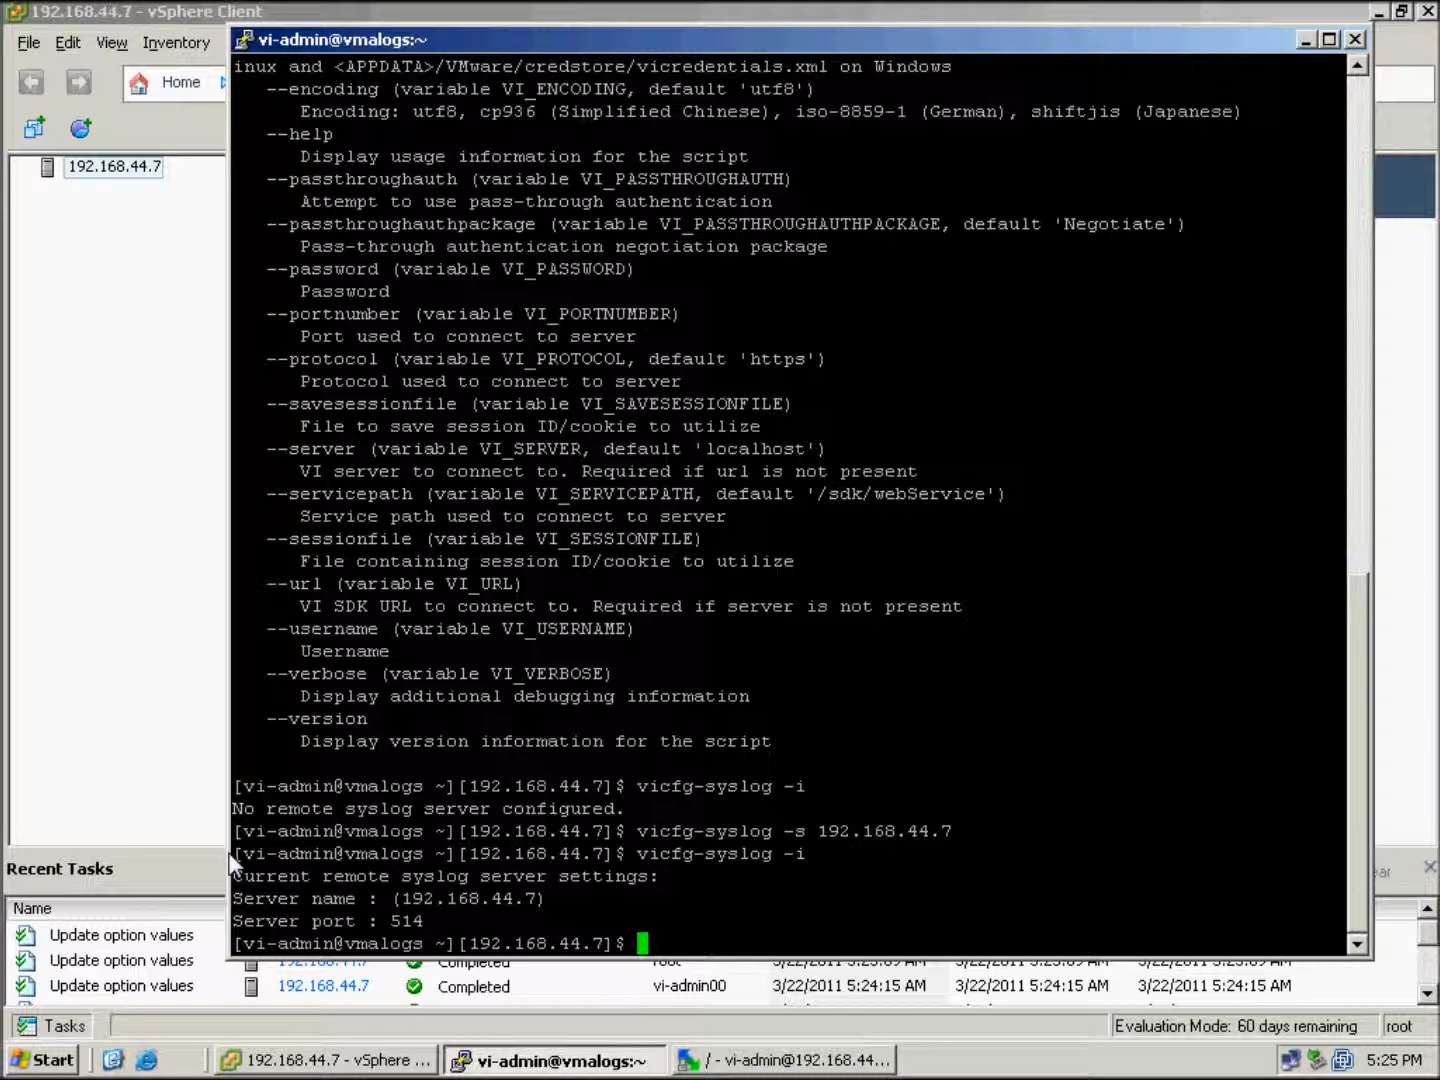 192.168.44.7 - vSphere Client
File Edit View Inventory
Home
192.168.44.7
vi-admin@vmalogs:~
inux and <APPDATA>/VMware/credstore/vicredentials.xml on Windows
--encoding (variable VI_ENCODING, default 'utf8')
Encoding: utf8, cp936 (Simplified Chinese), iso-8859-1 (German), shiftjis (Japanese)
--help
Display usage information for the script
--passthroughauth (variable VI_PASSTHROUGHAUTH)
Attempt to use pass-through authentication
--passthroughauthpackage (variable VI_PASSTHROUGHAUTHPACKAGE, default 'Negotiate')
Pass-through authentication negotiation package
--password (variable VI_PASSWORD)
Password
--portnumber (variable VI_PORTNUMBER)
Port used to connect to server
--protocol (variable VI_PROTOCOL, default 'https')
Protocol used to connect to server
--savesessionfile (variable VI_SAVESESSIONFILE)
File to save session ID/cookie to utilize
--server (variable VI_SERVER, default 'localhost')
VI server to connect to. Required if url is not present
--servicepath (variable VI_SERVICEPATH, default '/sdk/webService')
Service path used to connect to server
--sessionfile (variable VI_SESSIONFILE)
File containing session ID/cookie to utilize
--url (variable VI_URL)
VI SDK URL to connect to. Required if server is not present
--username (variable VI_USERNAME)
Username
--verbose (variable VI_VERBOSE)
Display additional debugging information
--version
Display version information for the script
[vi-admin@vmalogs ~][192.168.44.7]$ vicfg-syslog -i
No remote syslog server configured.
[vi-admin@vmalogs ~][192.168.44.7]$ vicfg-syslog -s 192.168.44.7
[vi-admin@vmalogs ~][192.168.44.7]$ vicfg-syslog -i
Current remote syslog server settings:
Server name : (192.168.44.7)
Server port : 514
[vi-admin@vmalogs ~][192.168.44.7]$
Recent Tasks
Name
Update option values
Update option values 192.168.44.7 Completed root 3/22/2011 5:23:09 AM 3/22/2011 5:23:09 AM 3/22/2011 5:23:09 AM
Update option values 192.168.44.7 Completed vi-admin00 3/22/2011 5:24:15 AM 3/22/2011 5:24:15 AM 3/22/2011 5:24:15 AM
Tasks Evaluation Mode: 60 days remaining root
Start 192.168.44.7 - vSphere ... vi-admin@vmalogs:~ / - vi-admin@192.168.44... 5:25 PM